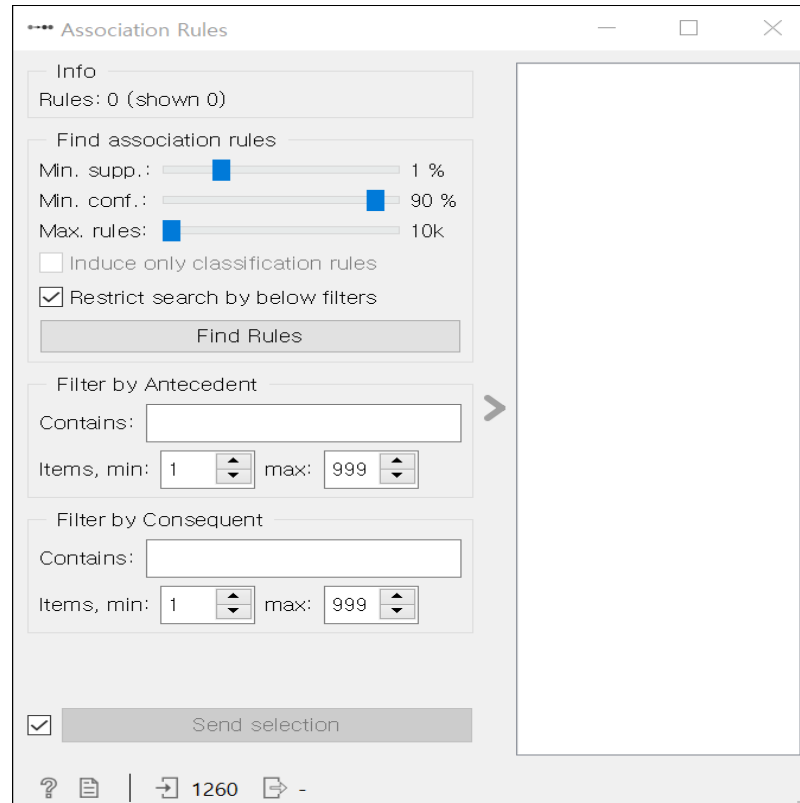 Association Rules
Info
Rules: 0 (shown 0)
Find association rules
Min. supp.: 1 %
Min. conf.: 90 %
Max. rules: 10k
Induce only classification rules
Restrict search by below filters
Find Rules
Filter by Antecedent
Contains:
Items, min: 1 max: 999
Filter by Consequent
Contains:
Items, min: 1 max: 999
Send selection
? 1260 -